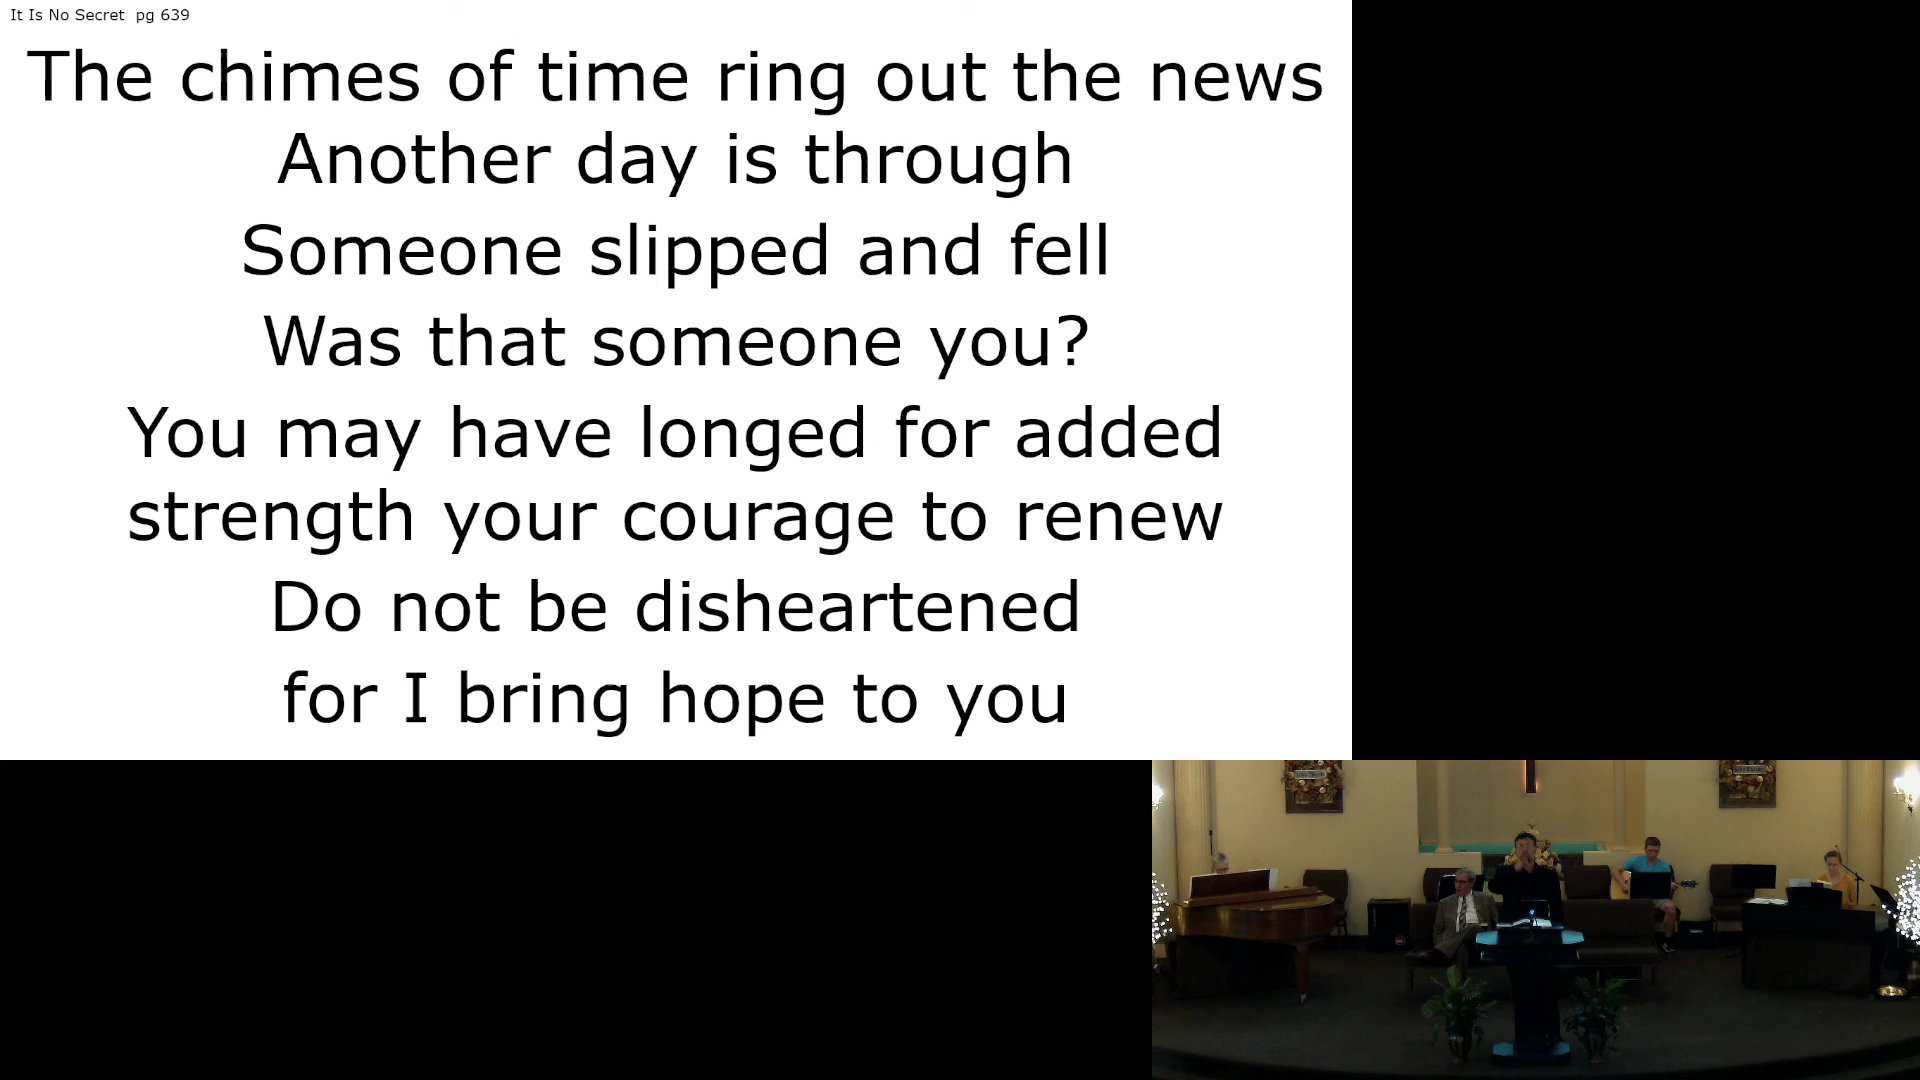 It Is No Secret pg 639
The chimes of time ring out the news
Another day is through
Someone slipped and fell
Was that someone you?
You may have longed for added
strength your courage to renew
Do not be disheartened
for I bring hope to you